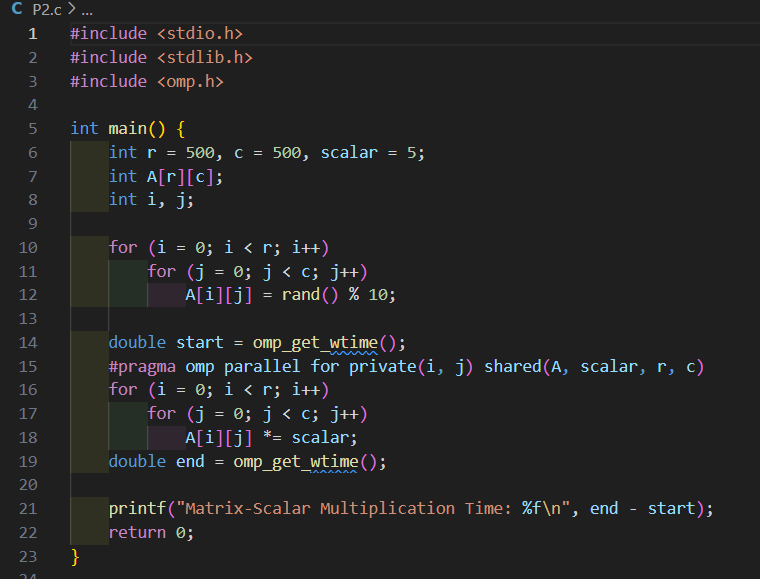 C P2.c > ...
1 #include <stdio.h>
2 #include <stdlib.h>
3 #include <omp.h>
4
5 int main() {
6     int r = 500, c = 500, scalar = 5;
7     int A[r][c];
8     int i, j;
9
10     for (i = 0; i < r; i++)
11         for (j = 0; j < c; j++)
12             A[i][j] = rand() % 10;
13
14     double start = omp_get_wtime();
15     #pragma omp parallel for private(i, j) shared(A, scalar, r, c)
16     for (i = 0; i < r; i++)
17         for (j = 0; j < c; j++)
18             A[i][j] *= scalar;
19     double end = omp_get_wtime();
20
21     printf("Matrix-Scalar Multiplication Time: %f\n", end - start);
22     return 0;
23 }
24